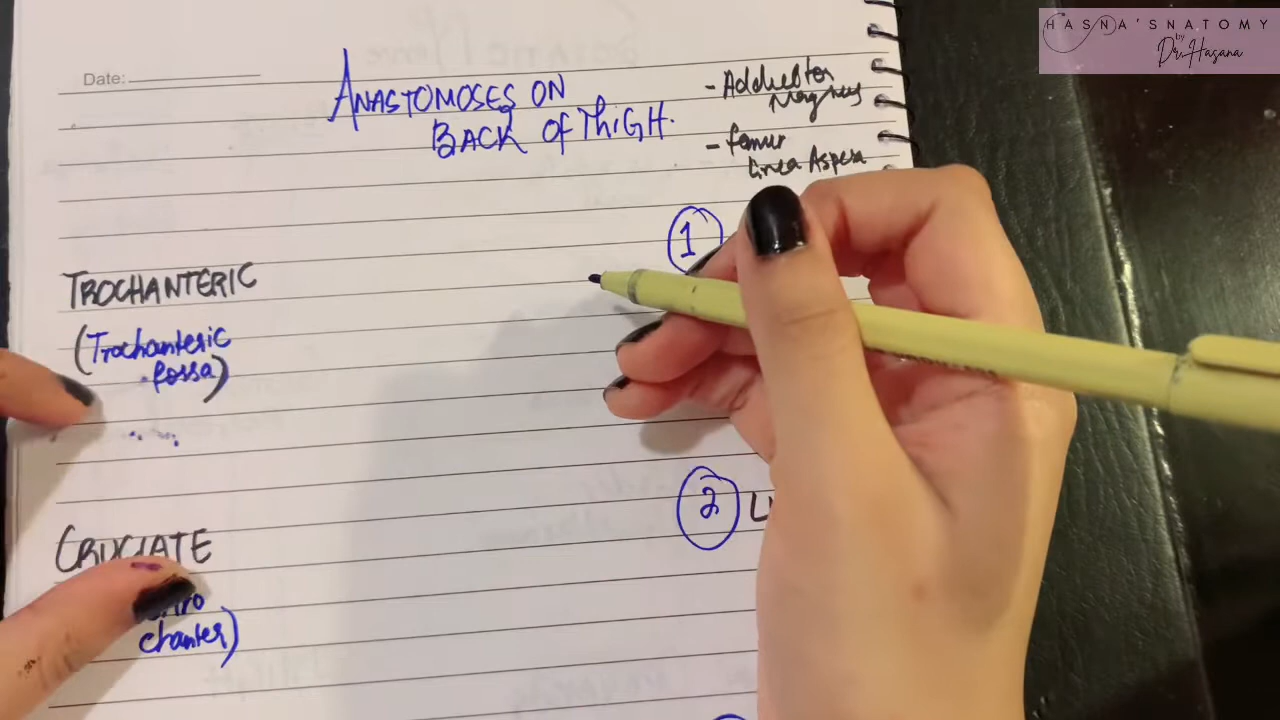 HASNA'SNATOMY
by
Dr. Hasana
Date:
ANASTOMOSES ON
BACK OF THIGH.
- Adductor
Magnus
- femur
linea Aspera
1
TROCHANTERIC
(Trochanteric
fossa)
2
CRUCIATE
chanter)